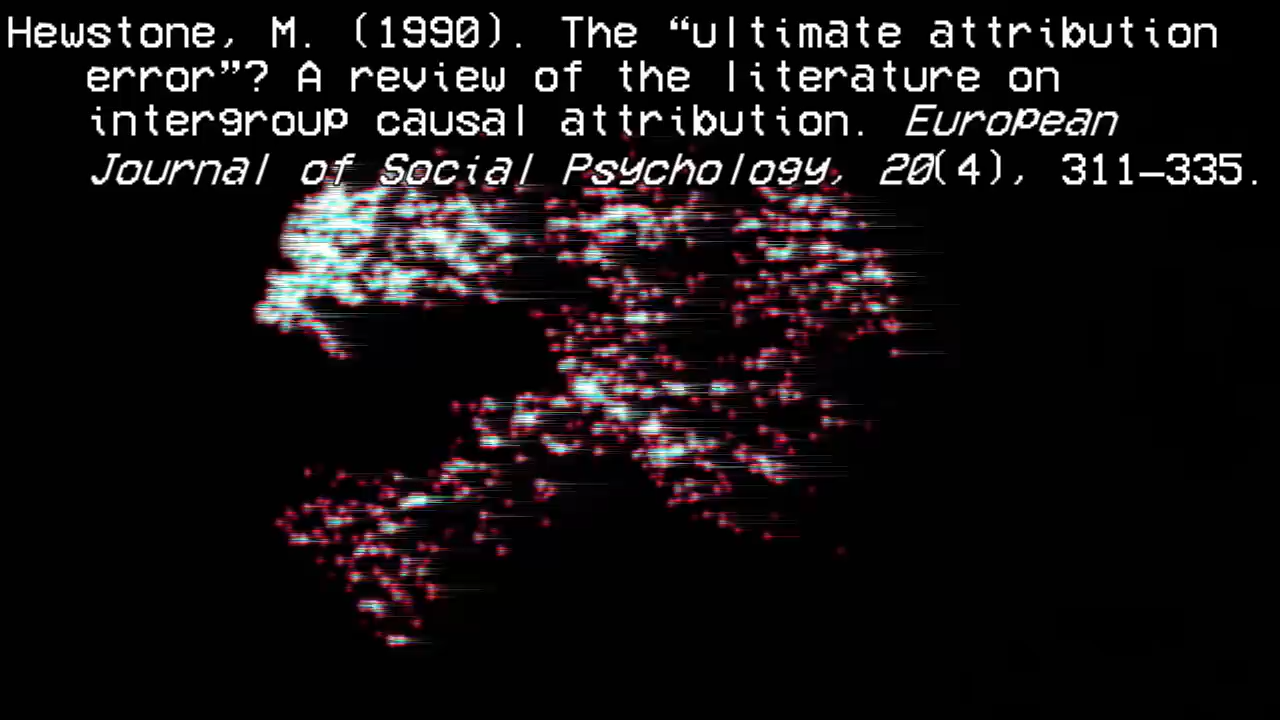 Hewstone, M. (1990). The “ultimate attribution
error”? A review of the literature on
intergroup causal attribution. European
Journal of Social Psychology, 20(4), 311–335.